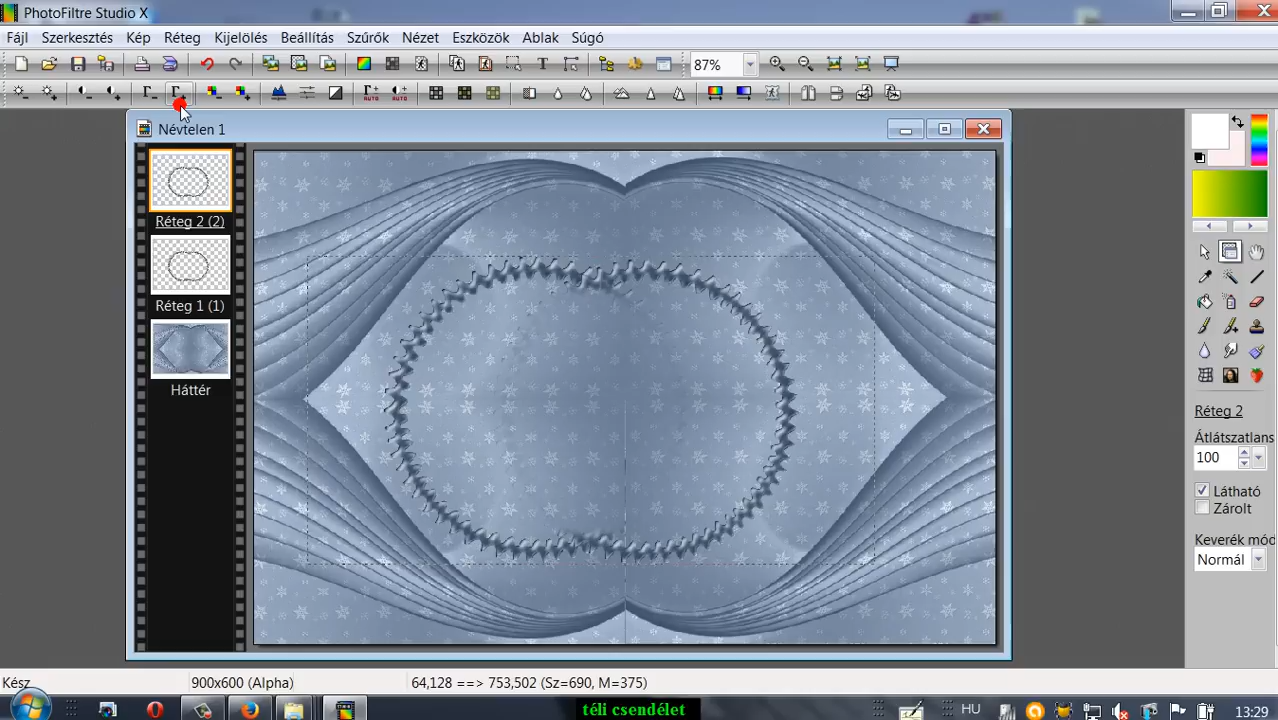 PhotoFiltre Studio X
Fájl Szerkesztés Kép Réteg Kijelölés Beállítás Szűrők Nézet Eszközök Ablak Súgó
T 87%
AUTO AUTO
Névtelen 1
Réteg 2 (2)
Réteg 1 (1)
Háttér
Réteg 2
Átlátszatlans
100
Látható
Zárolt
Keverék mód
Normál
Kész 900x600 (Alpha) 64,128 ==> 753,502 (Sz=690, M=375)
téli csendélet HU 13:29